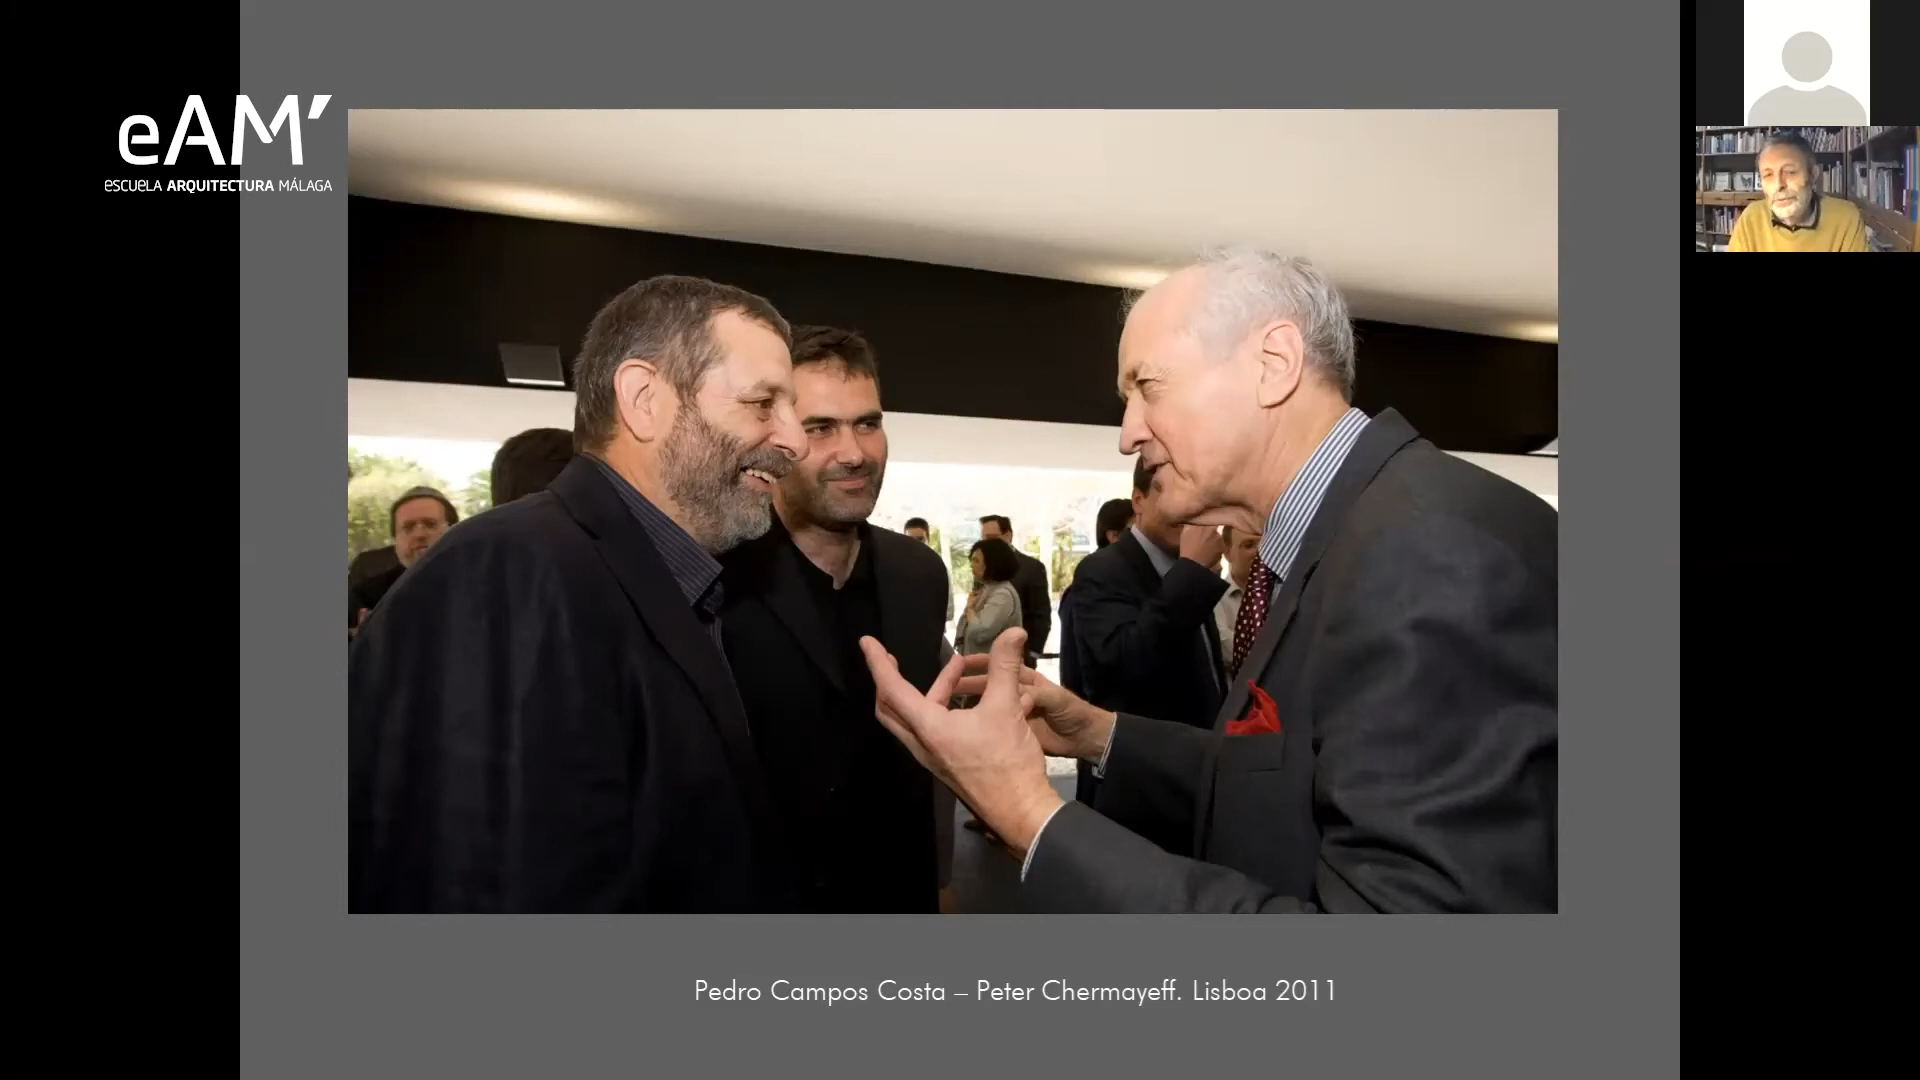 eAM'
escuela ARQUITECTURA MÁLAGA
Pedro Campos Costa – Peter Chermayeff. Lisboa 2011